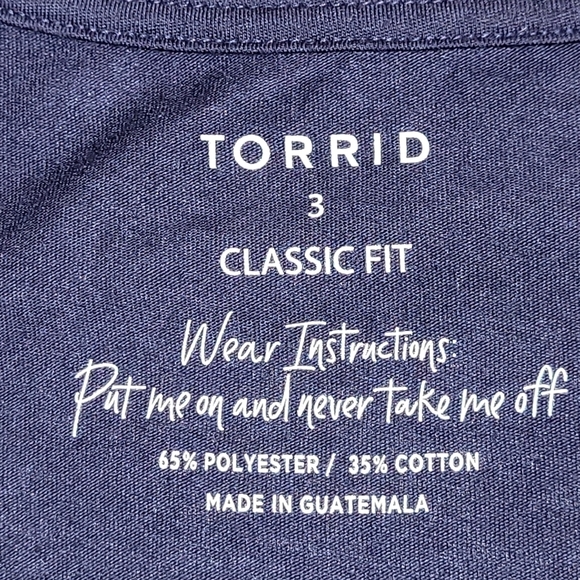 TORRID
3
CLASSIC FIT
Wear Instructions:
Put me on and never take me off
65% POLYESTER / 35% COTTON
MADE IN GUATEMALA